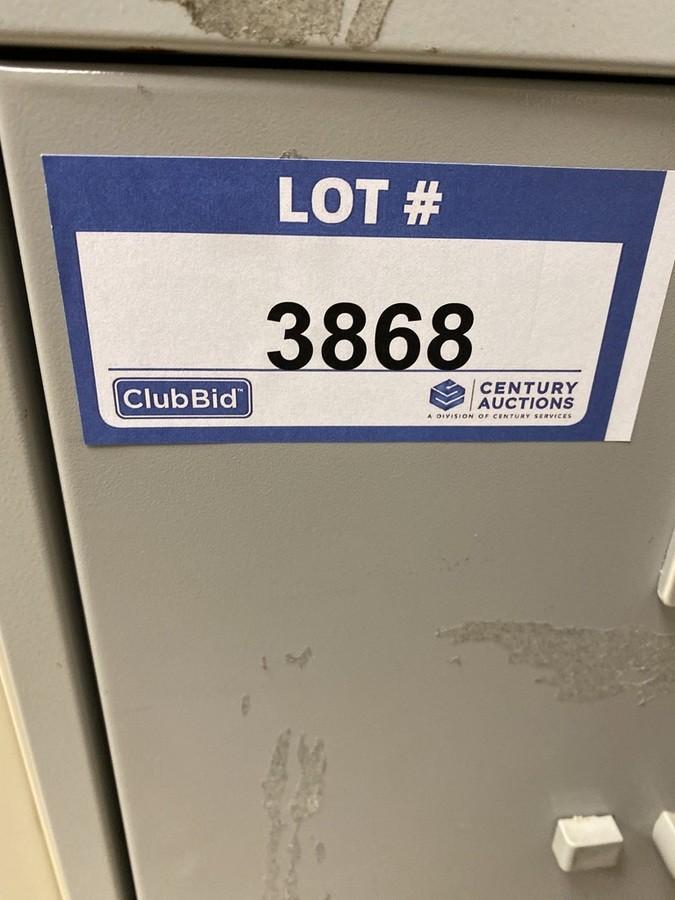 LOT #
3868
ClubBid™
CENTURY
AUCTIONS
A DIVISION OF CENTURY SERVICES